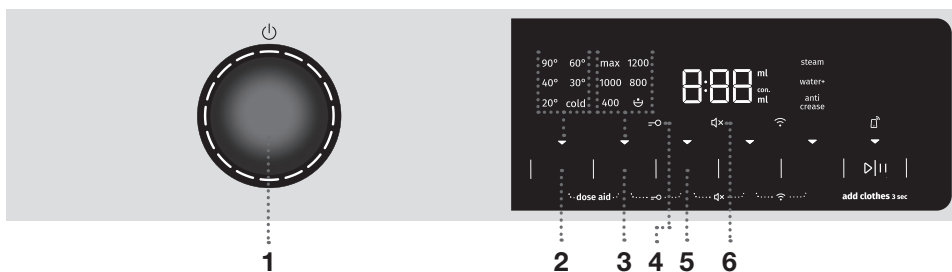 90° 60° max 1200 8:88 ml steam
40° 30° 1000 800 con. ml water+
20° cold 400 anti crease
dose aid add clothes 3 sec
1 2 3 4 5 6